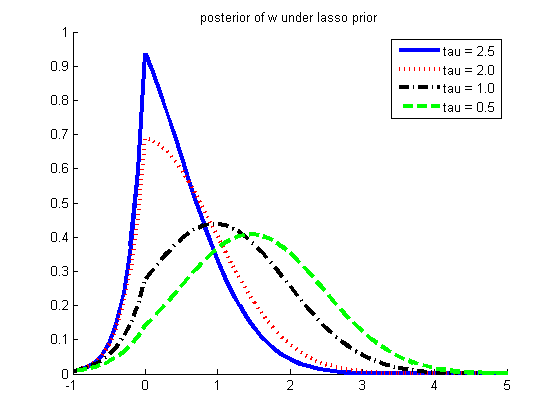 posterior of w under lasso prior
tau = 2.5
tau = 2.0
tau = 1.0
tau = 0.5
1
0.9
0.8
0.7
0.6
0.5
0.4
0.3
0.2
0.1
0
-1 0 1 2 3 4 5